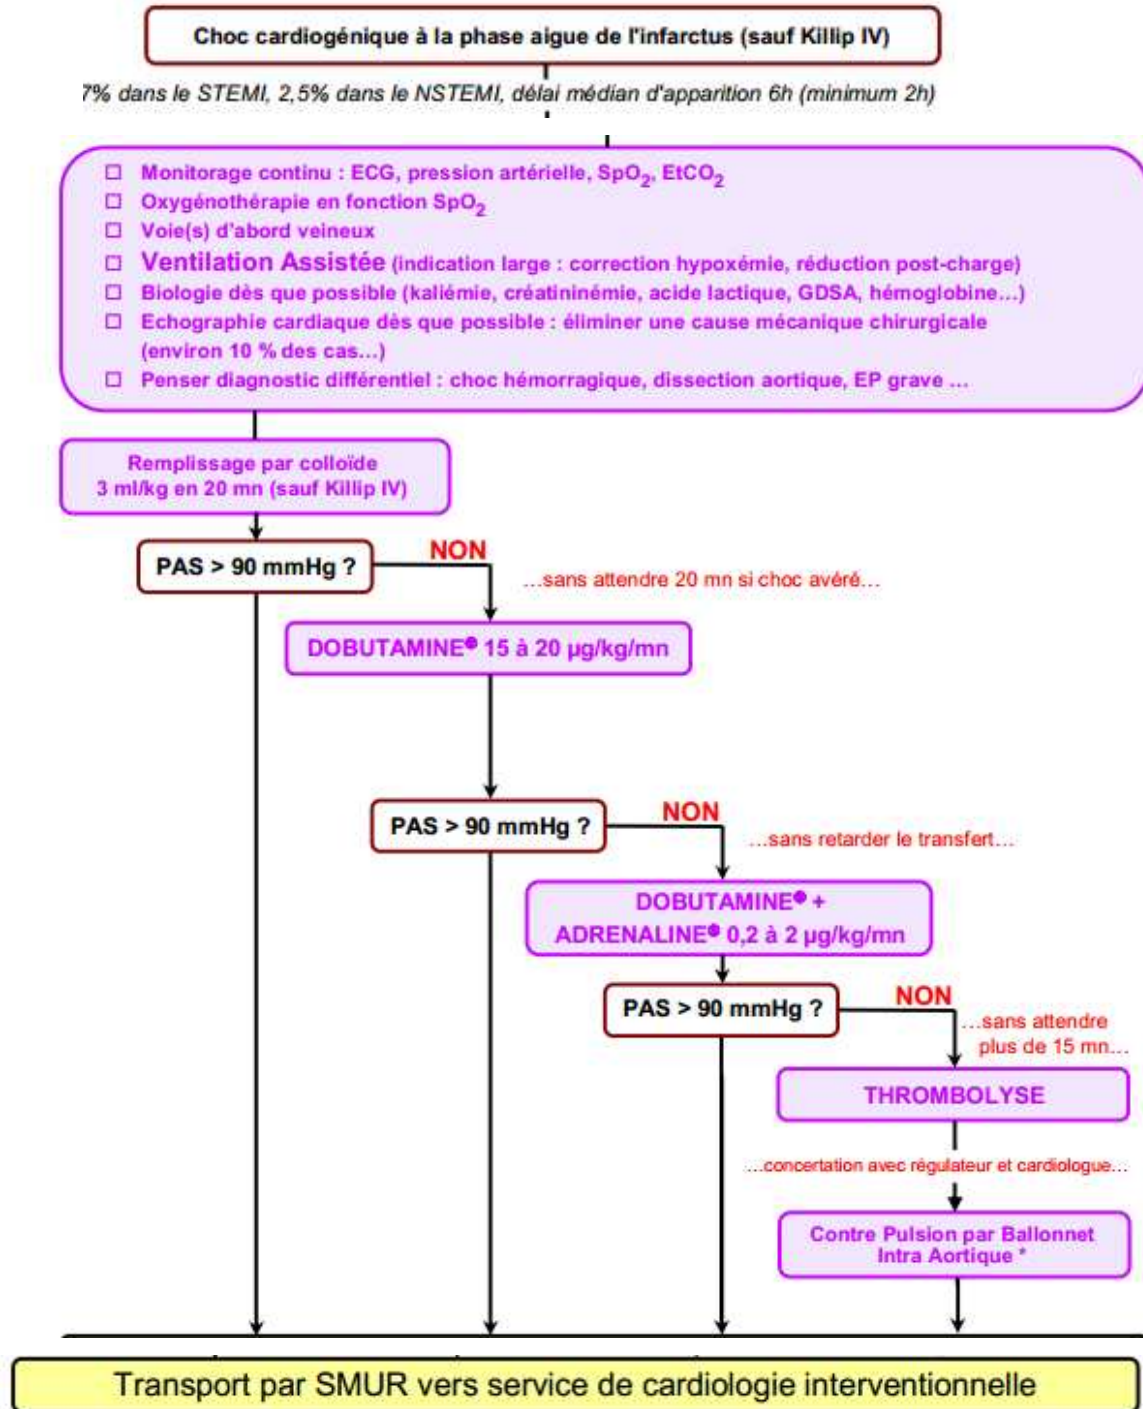 Choc cardiogénique à la phase aigue de l'infarctus (sauf Killip IV)
7% dans le STEMI, 2,5% dans le NSTEMI, délai médian d'apparition 6h (minimum 2h)
□ Monitorage continu : ECG, pression artérielle, SpO2, EtCO2
□ Oxygénothérapie en fonction SpO2
□ Voie(s) d'abord veineux
□ Ventilation Assistée (indication large : correction hypoxémie, réduction post-charge)
□ Biologie dès que possible (kaliémie, créatininémie, acide lactique, GDSA, hémoglobine…)
□ Echographie cardiaque dès que possible : éliminer une cause mécanique chirurgicale
(environ 10 % des cas…)
□ Penser diagnostic différentiel : choc hémorragique, dissection aortique, EP grave …
Remplissage par colloïde
3 ml/kg en 20 mn (sauf Killip IV)
PAS > 90 mmHg ?
NON
…sans attendre 20 mn si choc avéré…
DOBUTAMINE® 15 à 20 µg/kg/mn
PAS > 90 mmHg ?
NON
…sans retarder le transfert…
DOBUTAMINE® +
ADRENALINE® 0,2 à 2 µg/kg/mn
PAS > 90 mmHg ?
NON
…sans attendre
plus de 15 mn…
THROMBOLYSE
…concertation avec régulateur et cardiologue…
Contre Pulsion par Ballonnet
Intra Aortique *
Transport par SMUR vers service de cardiologie interventionnelle